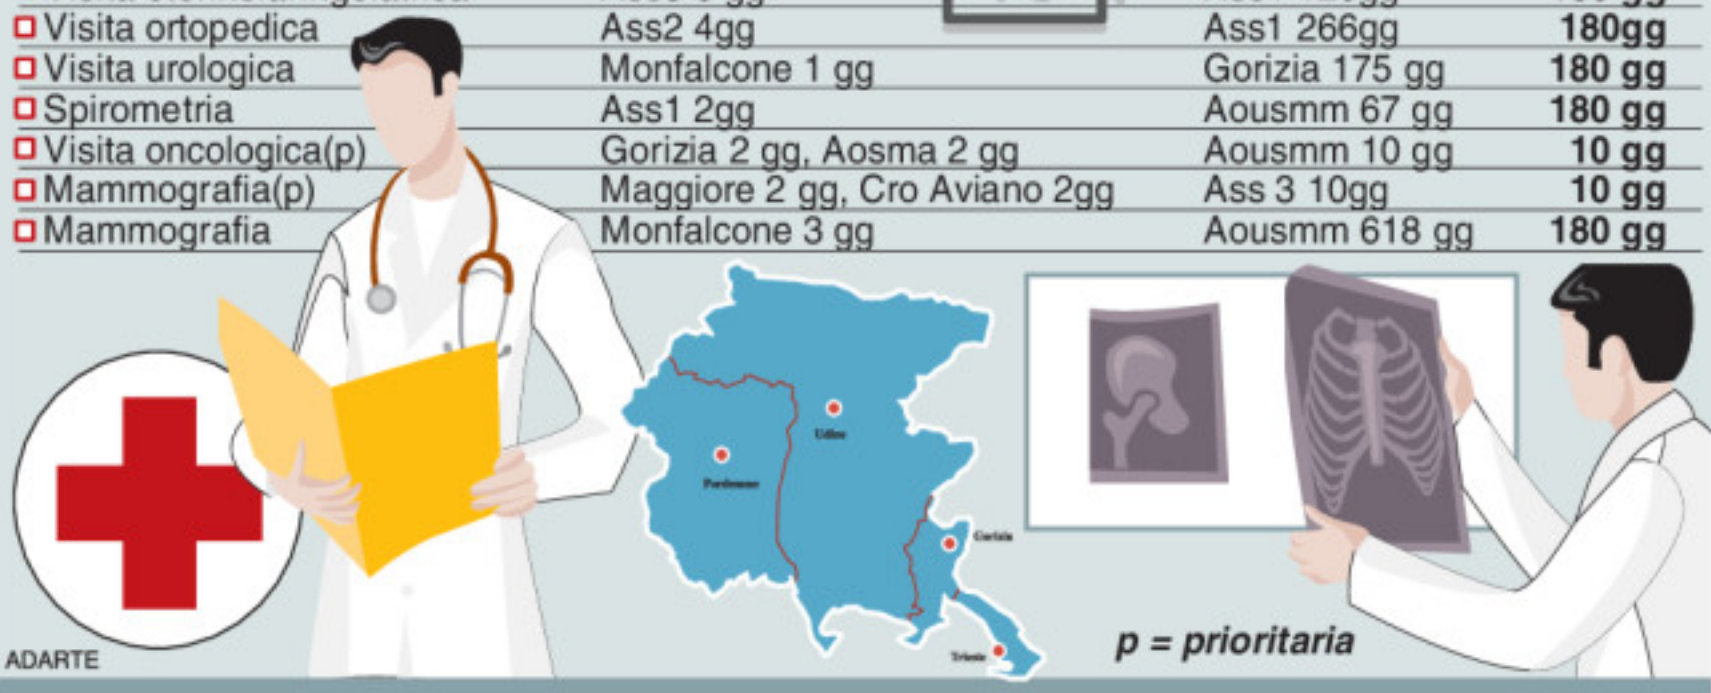 Visita ortopedica Ass2 4gg Ass1 266gg 180gg
Visita urologica Monfalcone 1 gg Gorizia 175 gg 180 gg
Spirometria Ass1 2gg Aousmm 67 gg 180 gg
Visita oncologica(p) Gorizia 2 gg, Aosma 2 gg Aousmm 10 gg 10 gg
Mammografia(p) Maggiore 2 gg, Cro Aviano 2gg Ass 3 10gg 10 gg
Mammografia Monfalcone 3 gg Aousmm 618 gg 180 gg
Udine
Pordenone
Gorizia
Trieste
p = prioritaria
ADARTE